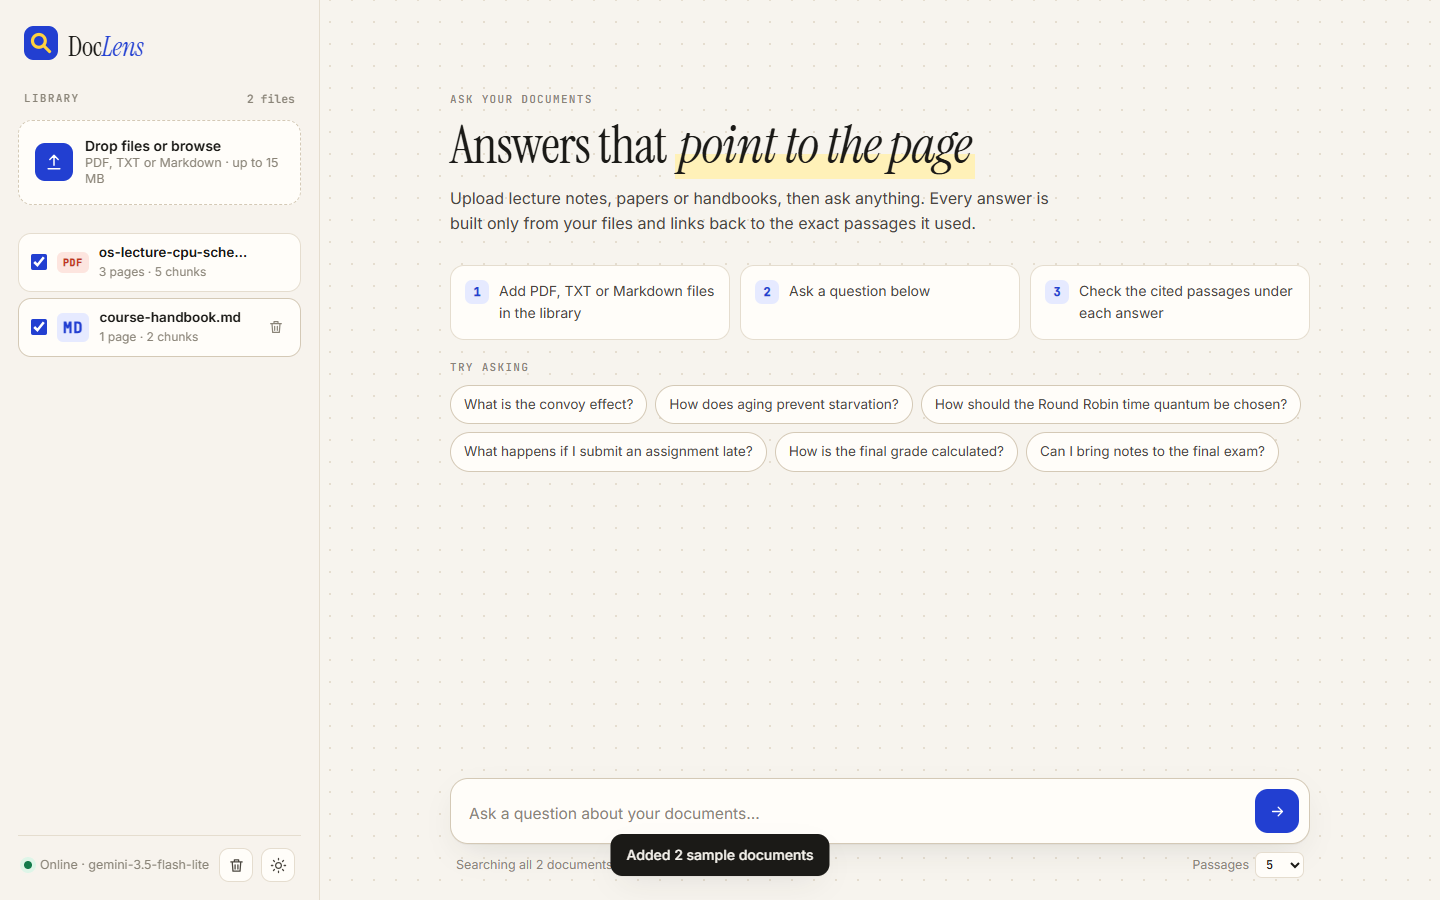 DocLens
LIBRARY
2 files
Drop files or browse
PDF, TXT or Markdown · up to 15
MB
PDF
os-lecture-cpu-sche...
3 pages · 5 chunks
MD
course-handbook.md
1 page · 2 chunks
Online · gemini-3.5-flash-lite
ASK YOUR DOCUMENTS
Answers that point to the page
Upload lecture notes, papers or handbooks, then ask anything. Every answer is
built only from your files and links back to the exact passages it used.
1
Add PDF, TXT or Markdown files
in the library
2
Ask a question below
3
Check the cited passages under
each answer
TRY ASKING
What is the convoy effect?
How does aging prevent starvation?
How should the Round Robin time quantum be chosen?
What happens if I submit an assignment late?
How is the final grade calculated?
Can I bring notes to the final exam?
Ask a question about your documents...
Searching all 2 documents
Added 2 sample documents
Passages
5